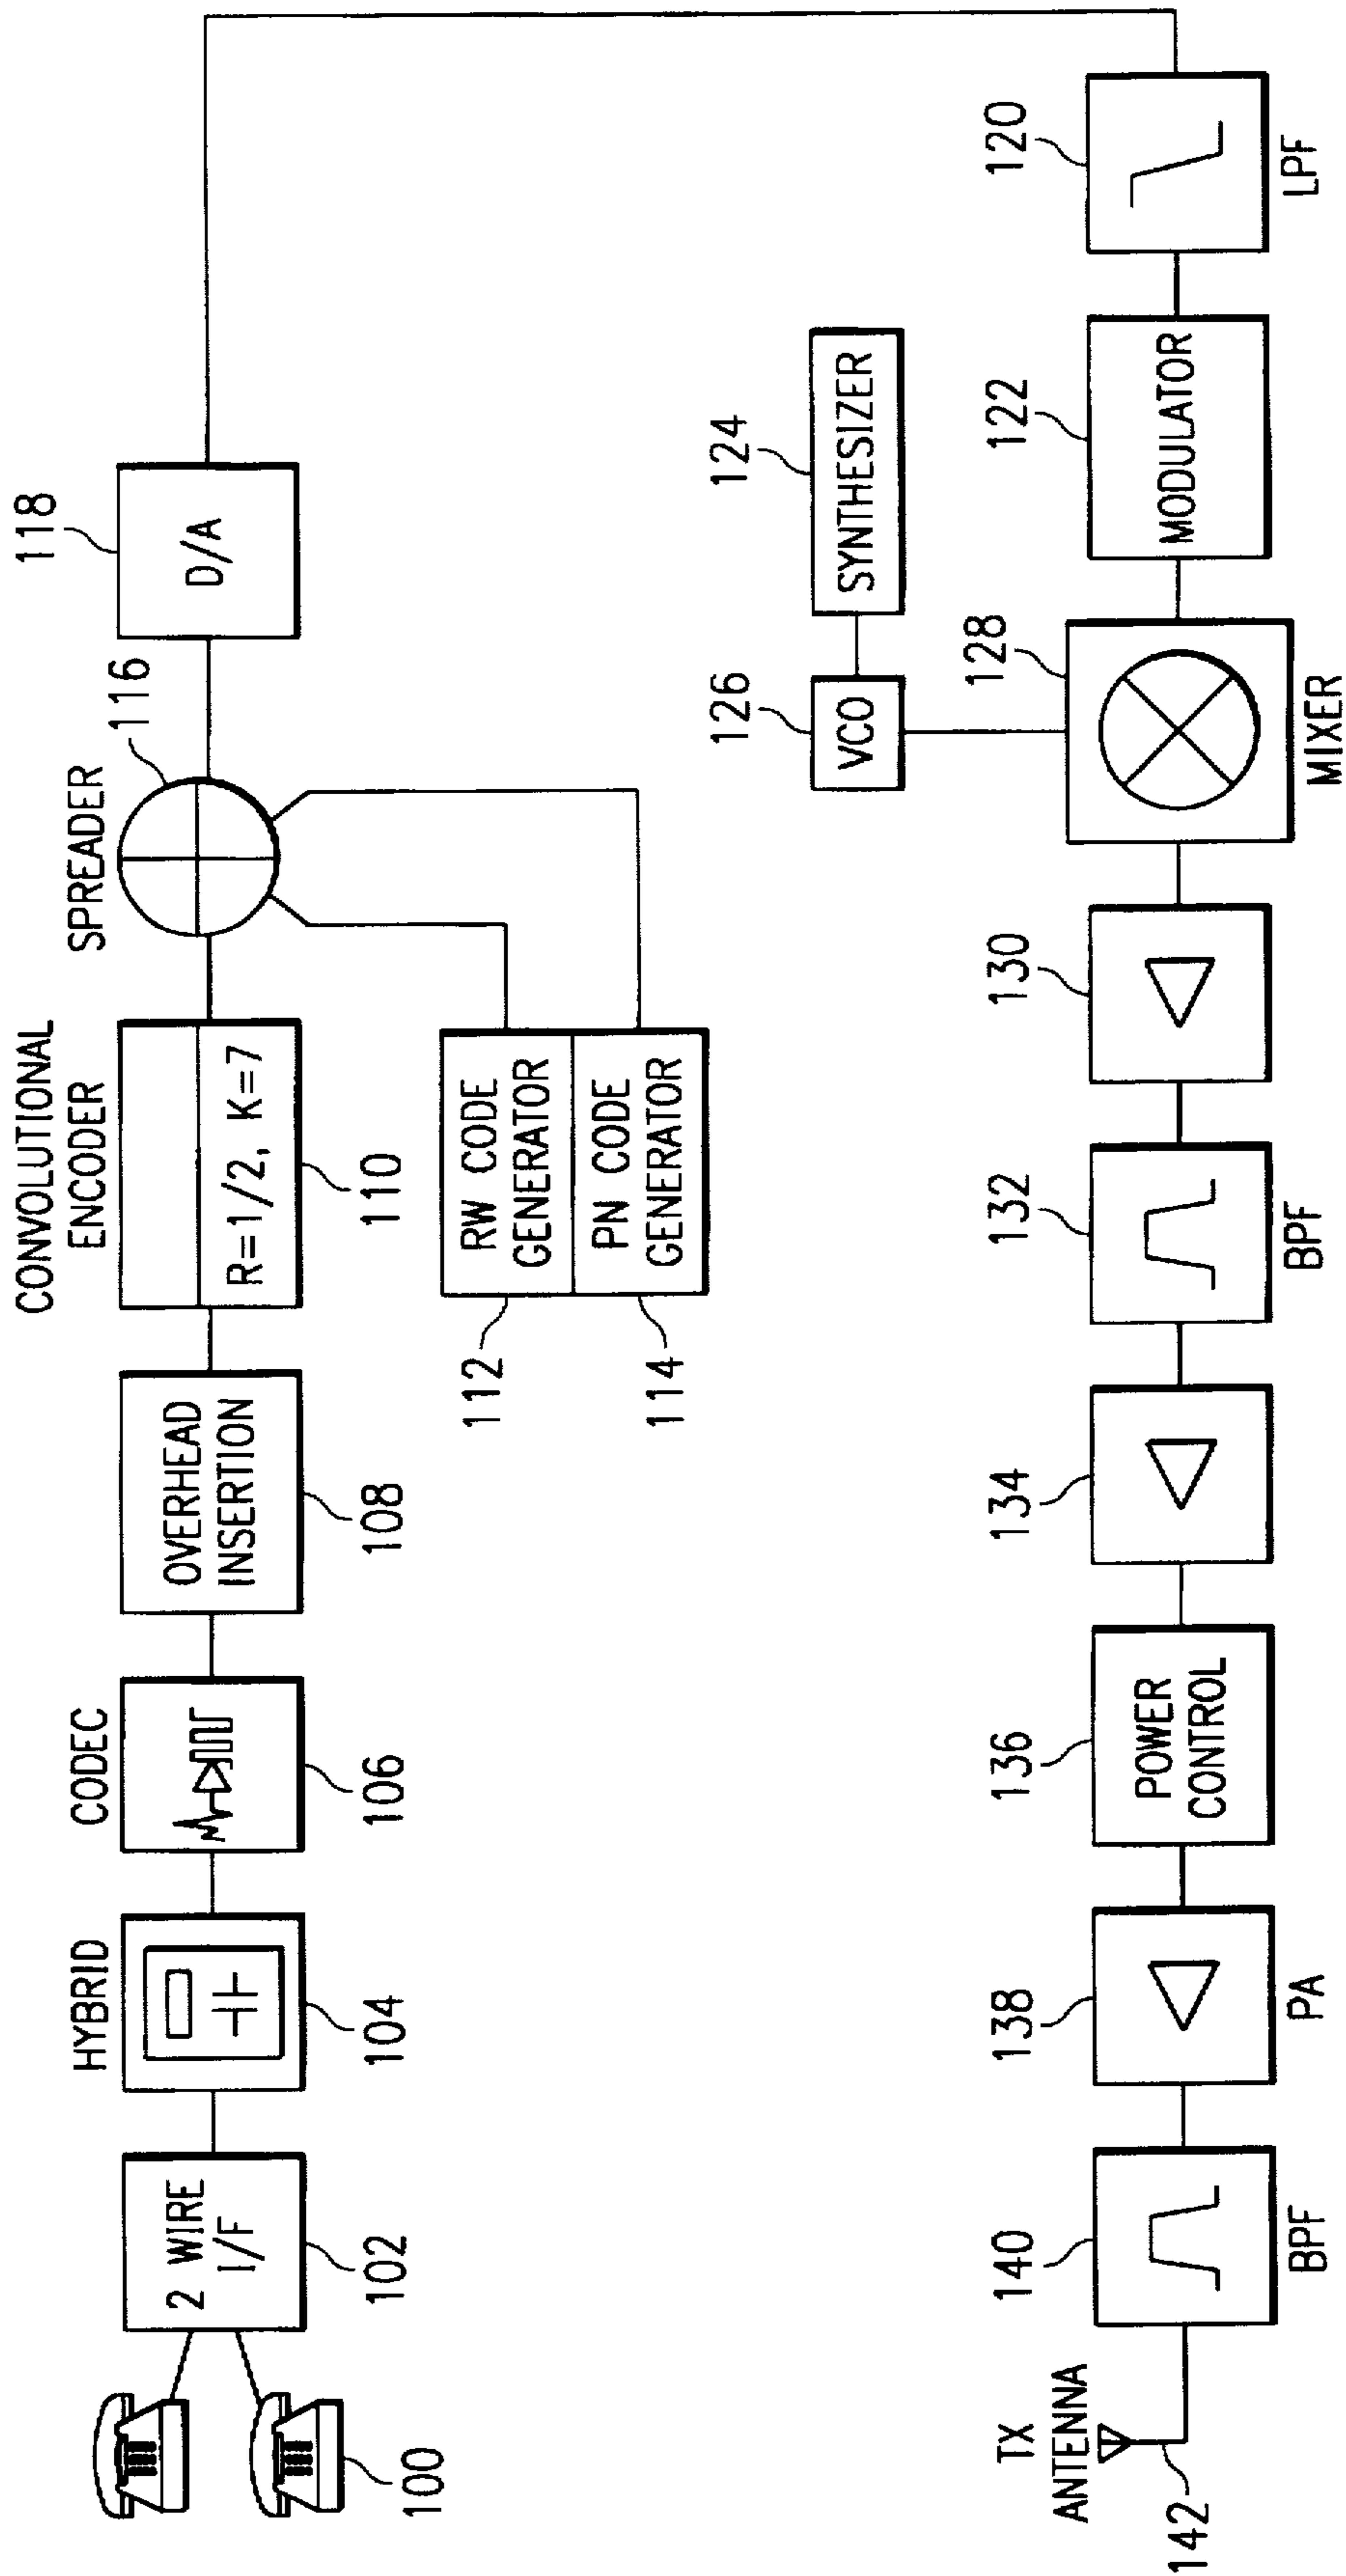 100
2 WIRE
I/F
102
HYBRID
104
CODEC
106
OVERHEAD
INSERTION
108
CONVOLUTIONAL
ENCODER
R=1/2, K=7
110
RW CODE
GENERATOR
112
PN CODE
GENERATOR
114
SPREADER
116
118
D/A
120
LPF
122
MODULATOR
124
SYNTHESIZER
126
VCO
128
MIXER
130
132
BPF
134
136
POWER
CONTROL
138
PA
140
BPF
TX
ANTENNA
142